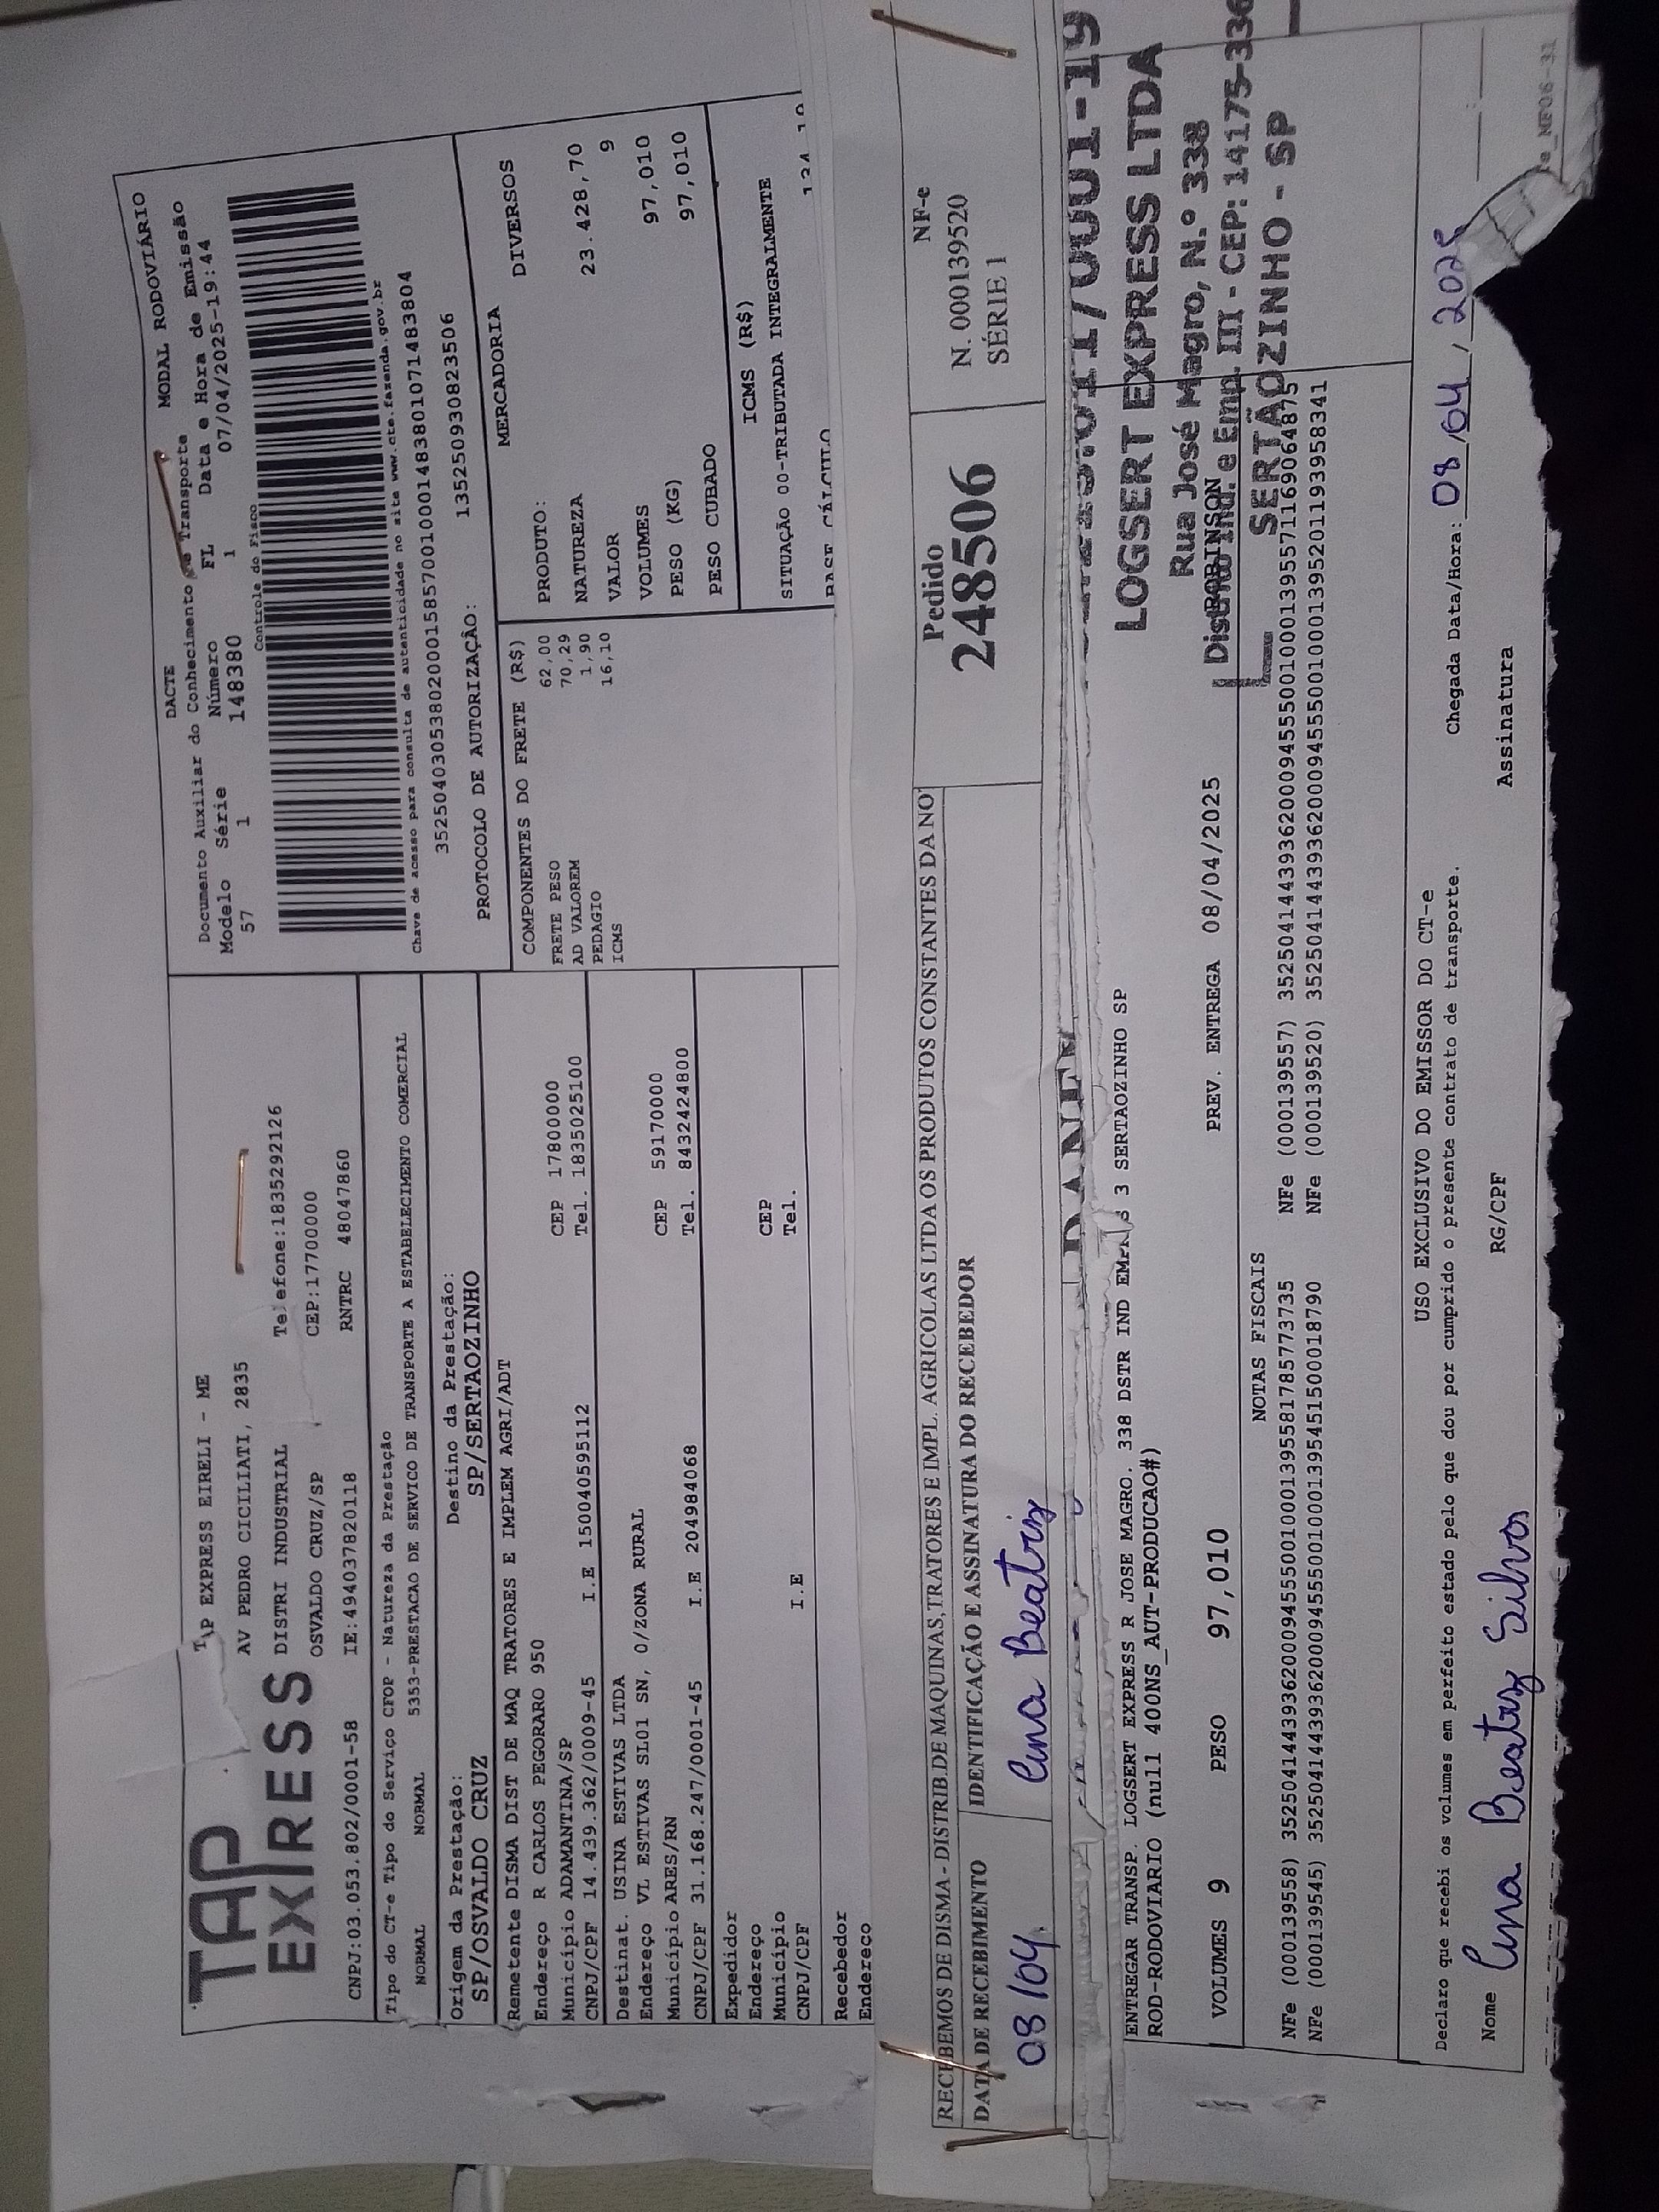 TAP
EXPRESS
TAP EXPRESS EIRELI - ME
AV PEDRO CICILIATI, 2835
DISTRI INDUSTRIAL Telefone:1835292126
OSVALDO CRUZ/SP CEP:17700000
CNPJ:03.053.802/0001-58 IE:494037820118 RNTRC 48047860
DACTE MODAL RODOVIÁRIO
Documento Auxiliar do Conhecimento de Transporte
Modelo Série Número FL Data e Hora de Emissão
57 1 148380 1 07/04/2025-19:44
Controle do Fisco
Chave de acesso para consulta de autenticidade no site www.cte.fazenda.gov.br
35250403053802000158570010001483801071483804
PROTOCOLO DE AUTORIZAÇÃO: 135250930823506
Tipo do CT-e Tipo do Serviço CFOP - Natureza da Prestação
NORMAL NORMAL 5353-PRESTACAO DE SERVICO DE TRANSPORTE A ESTABELECIMENTO COMERCIAL
Origem da Prestação: Destino da Prestação:
SP/OSVALDO CRUZ SP/SERTAOZINHO
Remetente DISMA DIST DE MAQ TRATORES E IMPLEM AGRI/ADT
Endereço R CARLOS PEGORARO 950
Município ADAMANTINA/SP CEP 17800000
CNPJ/CPF 14.439.362/0009-45 I.E 150040595112 Tel. 1835025100
Destinat. USINA ESTIVAS LTDA
Endereço VL ESTIVAS SL01 SN, 0/ZONA RURAL
Município ARES/RN CEP 59170000
CNPJ/CPF 31.168.247/0001-45 I.E 204984068 Tel. 8432424800
Expedidor
Endereço
Município CEP
CNPJ/CPF I.E Tel.
Recebedor
Endereço
COMPONENTES DO FRETE (R$)
FRETE PESO 62,00
AD VALOREM 70,29
PEDAGIO 1,90
ICMS 16,10
MERCADORIA
PRODUTO: DIVERSOS
NATUREZA
VALOR 23.428,70
VOLUMES 9
PESO (KG) 97,010
PESO CUBADO 97,010
ICMS (R$)
SITUAÇÃO 00-TRIBUTADA INTEGRALMENTE
BASE CÁLCULO
RECEBEMOS DE DISMA - DISTRIB.DE MAQUINAS,TRATORES E IMPL. AGRICOLAS LTDA OS PRODUTOS CONSTANTES DA NO
DATA DE RECEBIMENTO IDENTIFICAÇÃO E ASSINATURA DO RECEBEDOR
08/04. Ana Beatriz
Pedido
248506
NF-e
N. 000139520
SÉRIE 1
DANFE
LOGSERT EXPRESS LTDA
Rua José Magro, N.º 338
Distrito Ind. e Emp. III - CEP: 14175-336
SERTÃOZINHO - SP
ENTREGAR TRANSP. LOGSERT EXPRESS R JOSE MAGRO. 338 DSTR IND EMPR S 3 SERTAOZINHO SP
ROD-RODOVIARIO (null 400NS_AUT-PRODUCAO#)
ROBINSON
VOLUMES 9 PESO 97,010 PREV. ENTREGA 08/04/2025
NOTAS FISCAIS
NFe (000139558) 35250414439362000945550010001395581785773735 NFe (000139557) 35250414439362000945550010001395571169064875
NFe (000139545) 35250414439362000945550010001395451500018790 NFe (000139520) 35250414439362000945550010001395201193958341
USO EXCLUSIVO DO EMISSOR DO CT-e
Declaro que recebi os volumes em perfeito estado pelo que dou por cumprido o presente contrato de transporte.
Chegada Data/Hora: 08/04/2025
Nome Ana Beatriz Silva RG/CPF Assinatura